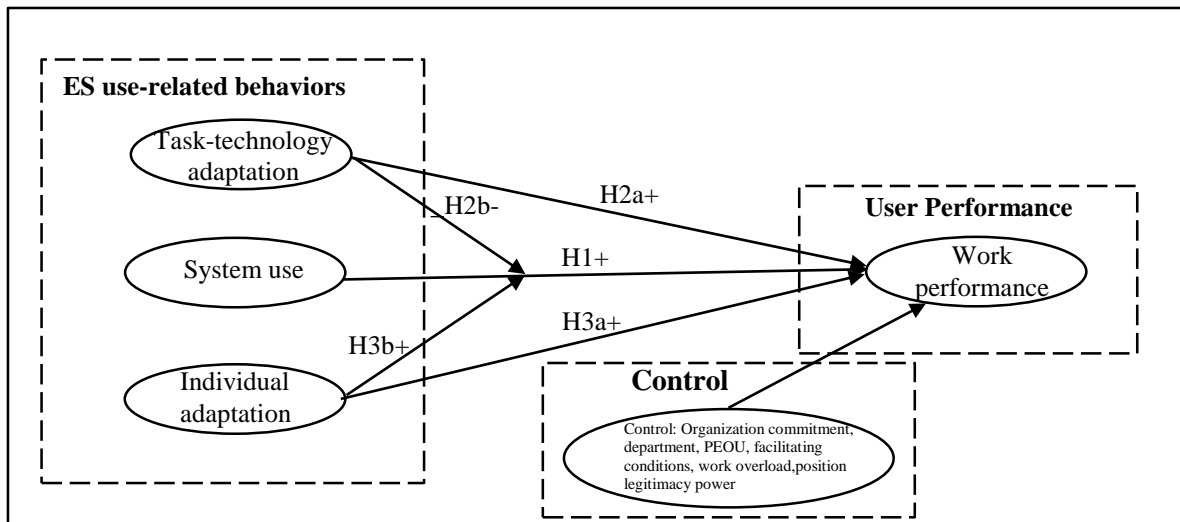 ES use-related behaviors
Task-technology
adaptation
H2a+
_H2b-
User Performance
System use
H1+
Work
performance
H3a+
H3b+
Individual
adaptation
Control
Control: Organization commitment,
department, PEOU, facilitating
conditions, work overload,position
legitimacy power